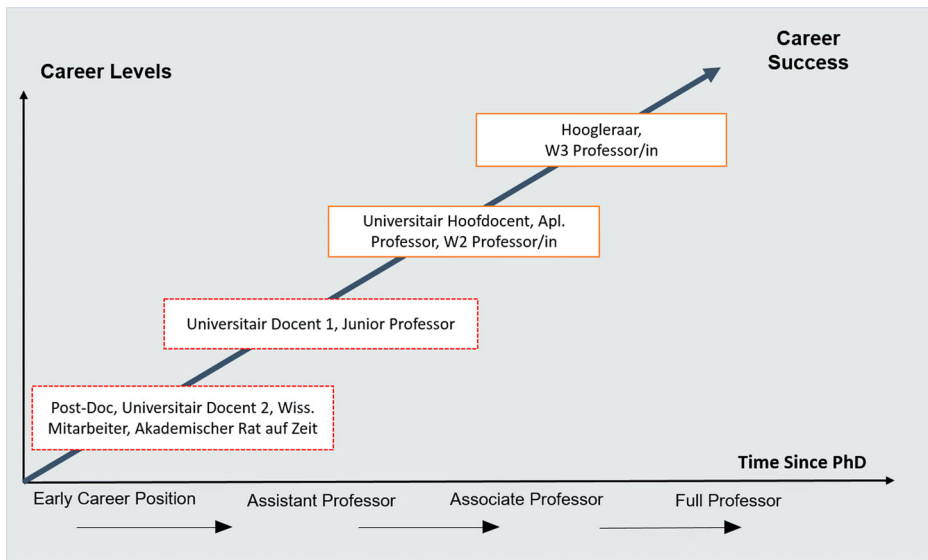 Career
Success
Career Levels
Hoogleraar,
W3 Professor/in
Universitair Hoofdocent, Apl.
Professor, W2 Professor/in
Universitair Docent 1, Junior Professor
Post-Doc, Universitair Docent 2, Wiss.
Mitarbeiter, Akademischer Rat auf Zeit
Time Since PhD
Early Career Position
Assistant Professor
Associate Professor
Full Professor